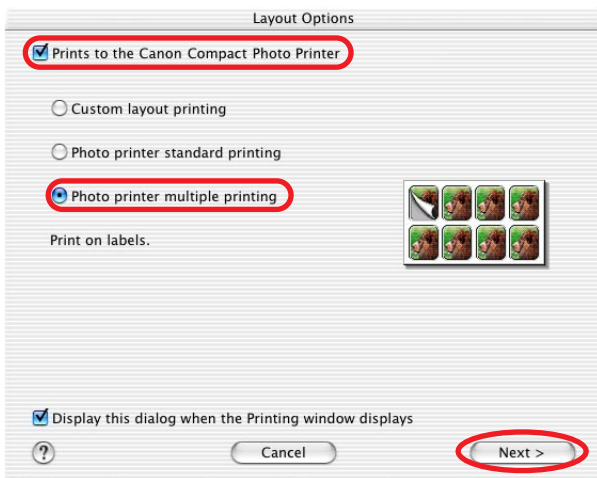 Layout Options
Prints to the Canon Compact Photo Printer
Custom layout printing
Photo printer standard printing
Photo printer multiple printing
Print on labels.
Display this dialog when the Printing window displays
? Cancel Next >